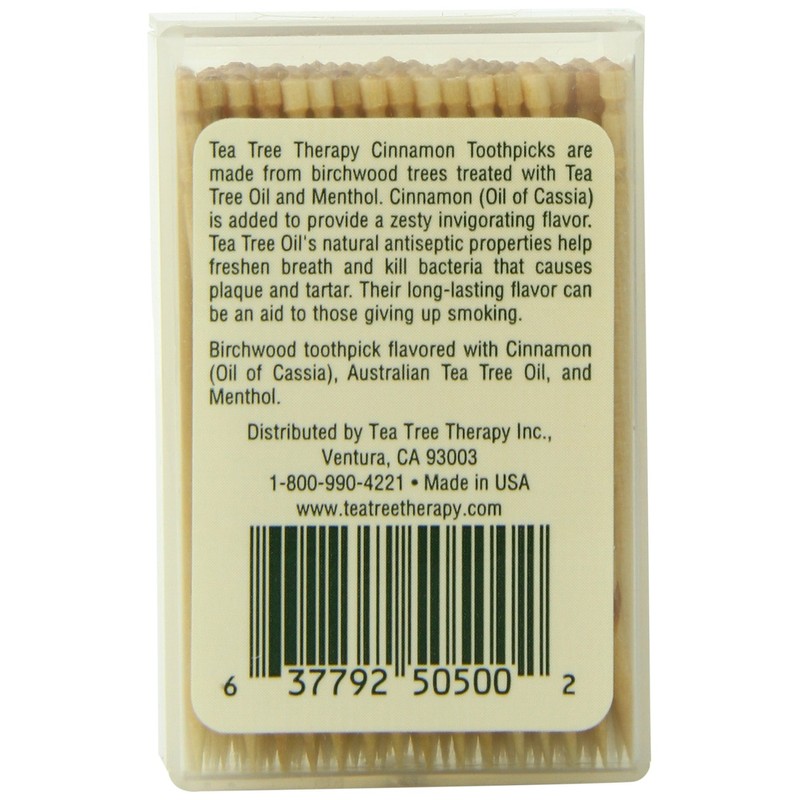 Tea Tree Therapy Cinnamon Toothpicks are
made from birchwood trees treated with Tea
Tree Oil and Menthol. Cinnamon (Oil of Cassia)
is added to provide a zesty invigorating flavor.
Tea Tree Oil's natural antiseptic properties help
freshen breath and kill bacteria that causes
plaque and tartar. Their long-lasting flavor can
be an aid to those giving up smoking.
Birchwood toothpick flavored with Cinnamon
(Oil of Cassia), Australian Tea Tree Oil, and
Menthol.
Distributed by Tea Tree Therapy Inc.,
Ventura, CA 93003
1-800-990-4221 • Made in USA
www.teatreetherapy.com
6 37792 50500 2